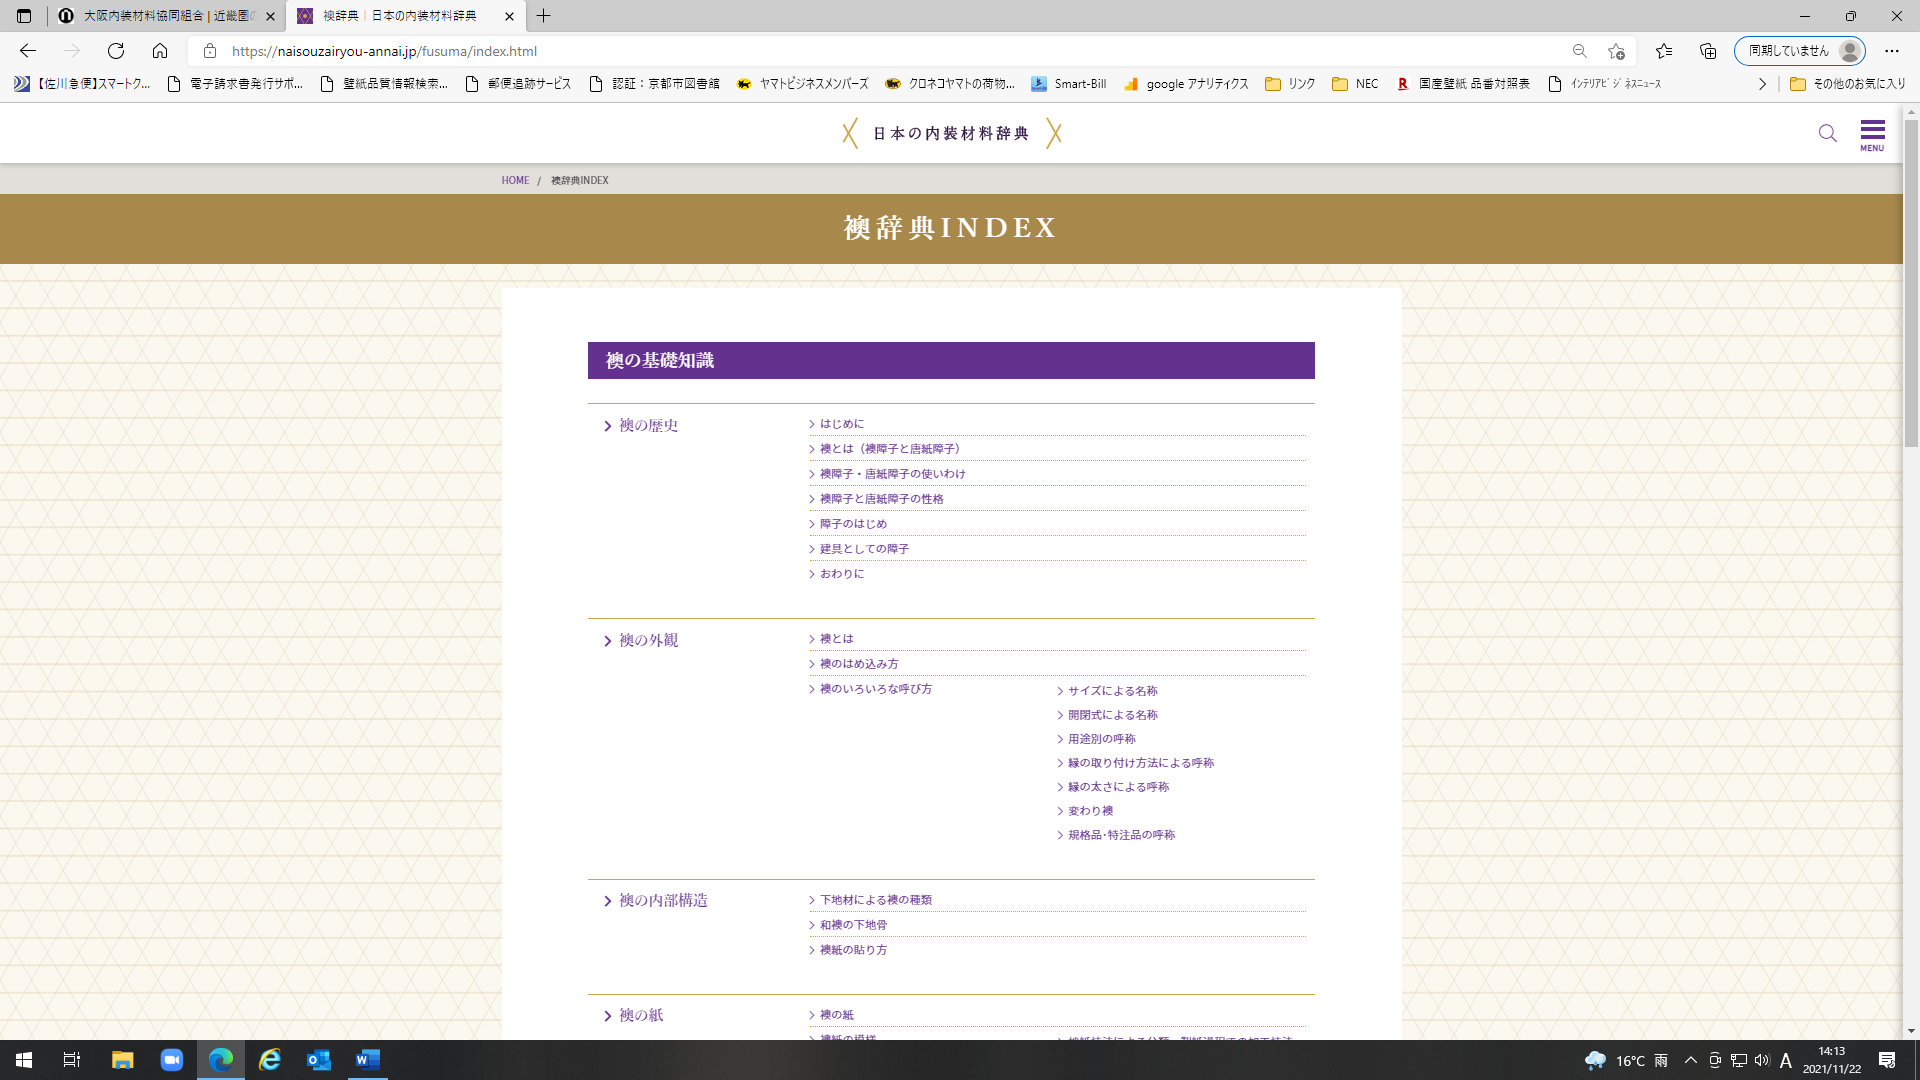 大阪内装材料協同組合 | 近畿圏の
襖辞典｜日本の内装材料辞典
https://naisouzairyou-annai.jp/fusuma/index.html
同期していません
【佐川急便】スマートク...
電子請求書発行サポ...
壁紙品質情報検索...
郵便追跡サービス
認証：京都市図書館
ヤマトビジネスメンバーズ
クロネコヤマトの荷物...
Smart-Bill
google アナリティクス
リンク
NEC
国産壁紙 品番対照表
ｲﾝﾃﾘｱﾋﾞｼﾞﾈｽﾆｭｰｽ
その他のお気に入り
日本の内装材料辞典
MENU
HOME / 襖辞典INDEX
襖辞典INDEX
襖の基礎知識
襖の歴史
はじめに
襖とは（襖障子と唐紙障子）
襖障子・唐紙障子の使いわけ
襖障子と唐紙障子の性格
障子のはじめ
建具としての障子
おわりに
襖の外観
襖とは
襖のはめ込み方
襖のいろいろな呼び方
サイズによる名称
開閉式による名称
用途別の呼称
縁の取り付け方法による呼称
縁の太さによる呼称
変わり襖
規格品･特注品の呼称
襖の内部構造
下地材による襖の種類
和襖の下地骨
襖紙の貼り方
襖の紙
襖の紙
襖紙の模様
16°C 雨
A
14:13
2021/11/22